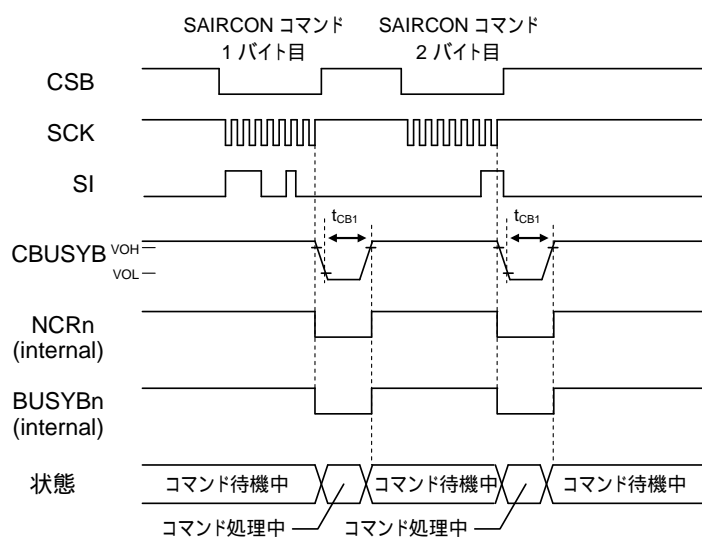 SAIRCON コマンド
1 バイト目
SAIRCON コマンド
2 バイト目
CSB
SCK
SI
tCB1
tCB1
CBUSYB
VOH
VOL
NCRn
(internal)
BUSYBn
(internal)
状態
コマンド待機中
コマンド待機中
コマンド待機中
コマンド処理中
コマンド処理中